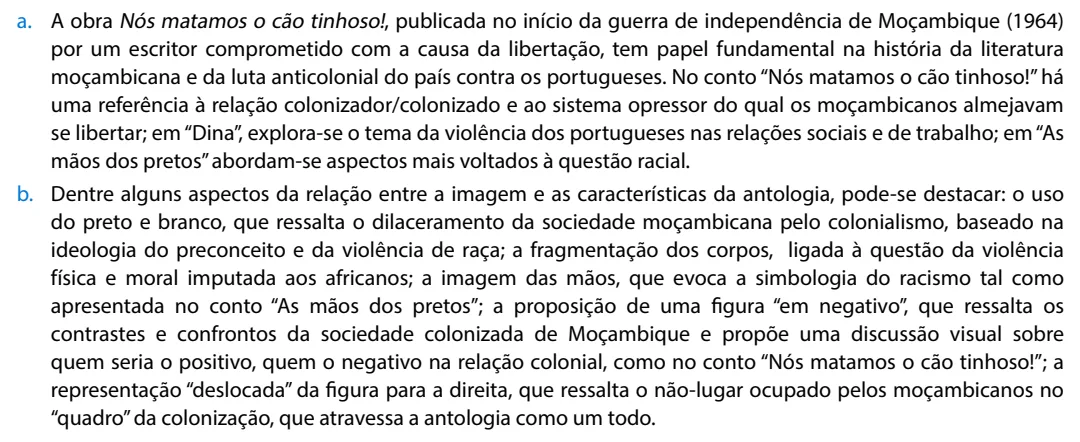 a. A obra Nós matamos o cão tinhoso!, publicada no início da guerra de independência de Moçambique (1964)
por um escritor comprometido com a causa da libertação, tem papel fundamental na história da literatura
moçambicana e da luta anticolonial do país contra os portugueses. No conto “Nós matamos o cão tinhoso!” há
uma referência à relação colonizador/colonizado e ao sistema opressor do qual os moçambicanos almejavam
se libertar; em “Dina”, explora-se o tema da violência dos portugueses nas relações sociais e de trabalho; em “As
mãos dos pretos” abordam-se aspectos mais voltados à questão racial.
b. Dentre alguns aspectos da relação entre a imagem e as características da antologia, pode-se destacar: o uso
do preto e branco, que ressalta o dilaceramento da sociedade moçambicana pelo colonialismo, baseado na
ideologia do preconceito e da violência de raça; a fragmentação dos corpos, ligada à questão da violência
física e moral imputada aos africanos; a imagem das mãos, que evoca a simbologia do racismo tal como
apresentada no conto “As mãos dos pretos”; a proposição de uma figura “em negativo”, que ressalta os
contrastes e confrontos da sociedade colonizada de Moçambique e propõe uma discussão visual sobre
quem seria o positivo, quem o negativo na relação colonial, como no conto “Nós matamos o cão tinhoso!”; a
representação “deslocada” da figura para a direita, que ressalta o não-lugar ocupado pelos moçambicanos no
“quadro” da colonização, que atravessa a antologia como um todo.